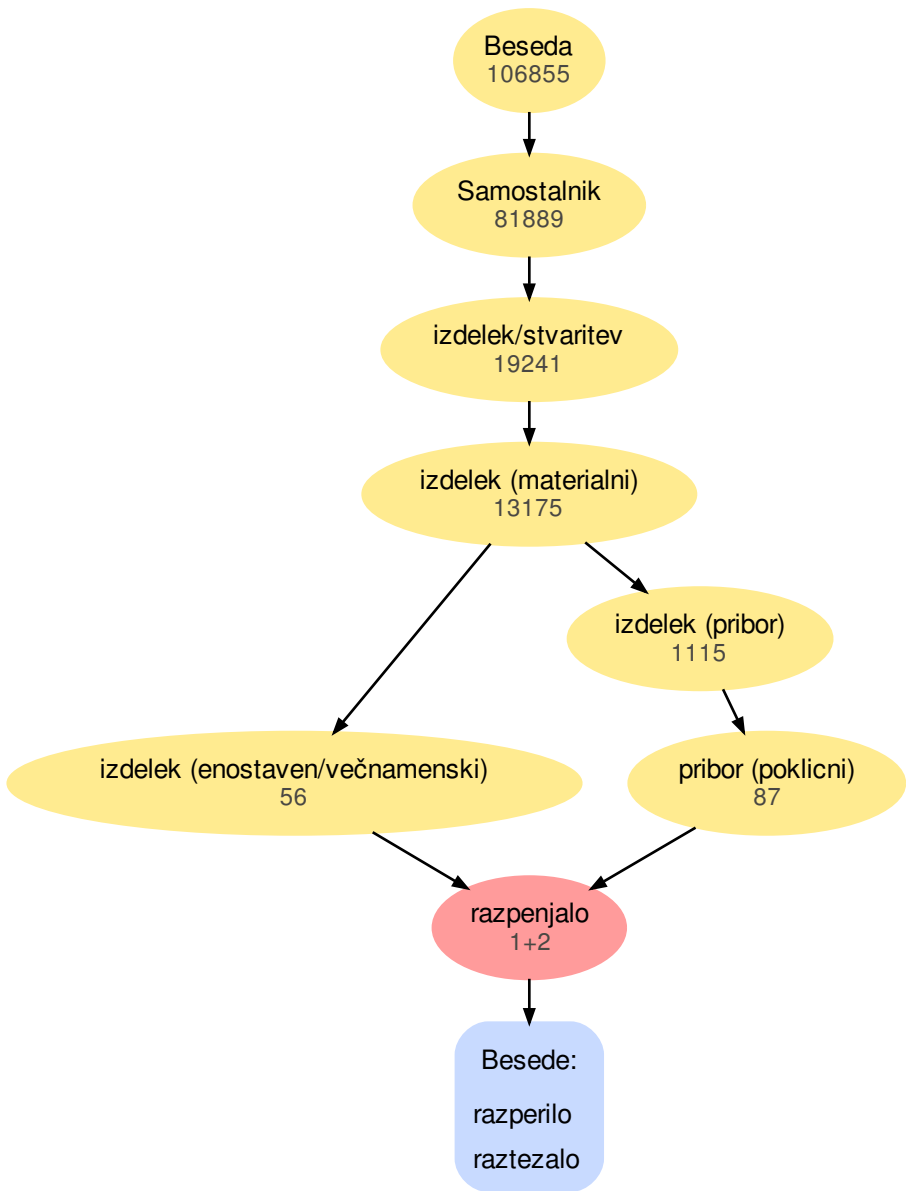 Beseda
106855
Samostalnik
81889
izdelek/stvaritev
19241
izdelek (materialni)
13175
izdelek (pribor)
1115
izdelek (enostaven/večnamenski)
56
pribor (poklicni)
87
razpenjalo
1+2
Besede:
razperilo
raztezalo